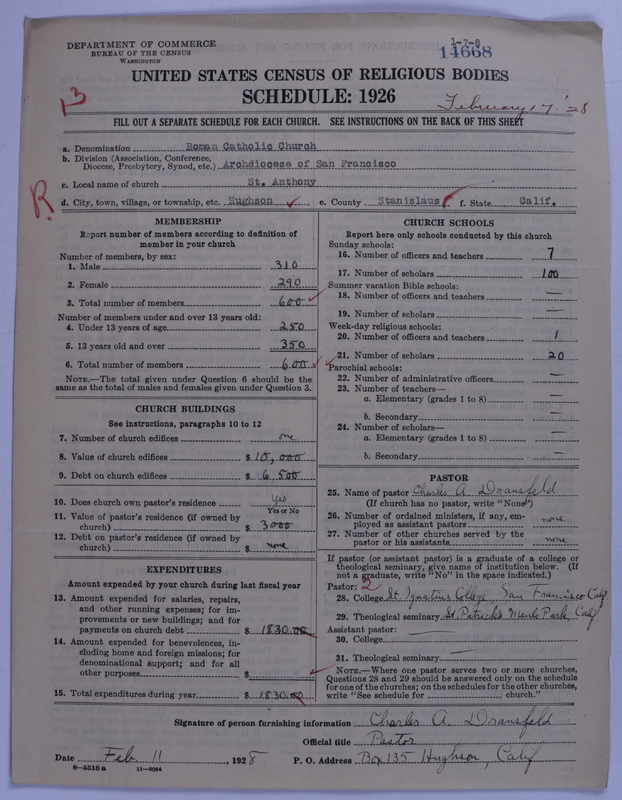 DEPARTMENT OF COMMERCE
BUREAU OF THE CENSUS
WASHINGTON
1-7-8
14668
UNITED STATES CENSUS OF RELIGIOUS BODIES
SCHEDULE: 1926
13
February 17, '28
FILL OUT A SEPARATE SCHEDULE FOR EACH CHURCH. SEE INSTRUCTIONS ON THE BACK OF THIS SHEET
a. Denomination Roman Catholic Church
b. Division (Association, Conference, Diocese, Presbytery, Synod, etc.) Archdiocese of San Francisco
c. Local name of church St. Anthony
R.
d. City, town, village, or township, etc. Hughson e. County Stanislaus f. State Calif.
MEMBERSHIP
Report number of members according to definition of
member in your church
Number of members, by sex:
1. Male 310
2. Female 290
3. Total number of members 600
Number of members under and over 13 years old:
4. Under 13 years of age 250
5. 13 years old and over 350
6. Total number of members 600
NOTE.—The total given under Question 6 should be the
same as the total of males and females given under Question 3.
CHURCH BUILDINGS
See instructions, paragraphs 10 to 12
7. Number of church edifices one
8. Value of church edifices $10,000
9. Debt on church edifices $6500
10. Does church own pastor's residence yes
Yes or No
11. Value of pastor's residence (if owned by
church) $3000
12. Debt on pastor's residence (if owned by
church) $none
EXPENDITURES
Amount expended by your church during last fiscal year
13. Amount expended for salaries, repairs,
and other running expenses; for im-
provements or new buildings; and for
payments on church debt $1830.00
14. Amount expended for benevolences, in-
cluding home and foreign missions; for
denominational support; and for all
other purposes $
15. Total expenditures during year $1830.00
CHURCH SCHOOLS
Report here only schools conducted by this church
Sunday schools:
16. Number of officers and teachers 7
17. Number of scholars 100
Summer vacation Bible schools:
18. Number of officers and teachers —
19. Number of scholars —
Week-day religious schools:
20. Number of officers and teachers 1
21. Number of scholars 20
Parochial schools:
22. Number of administrative officers —
23. Number of teachers—
a. Elementary (grades 1 to 8) —
b. Secondary —
24. Number of scholars—
a. Elementary (grades 1 to 8) —
b. Secondary —
PASTOR
25. Name of pastor Charles A Dransfeld
(If church has no pastor, write "None")
26. Number of ordained ministers, if any, em-
ployed as assistant pastors none
27. Number of other churches served by the
pastor or his assistants none
If pastor (or assistant pastor) is a graduate of a college or
theological seminary, give name of institution below. (If
not a graduate, write "No" in the space indicated.)
Pastor: 2
28. College St. Ignatius College, San Francisco Calif
29. Theological seminary St. Patrick's Menlo Park, Calif
Assistant pastor: —
30. College —
31. Theological seminary —
NOTE.—Where one pastor serves two or more churches,
Questions 28 and 29 should be answered only on the schedule
for one of the churches; on the schedules for the other churches,
write "See schedule for church."
Signature of person furnishing information Charles A. Dransfeld
Official title Pastor
Date Feb. 11, 1928 P. O. Address Box 135 Hughson, Calif
8—5518a 11—9054